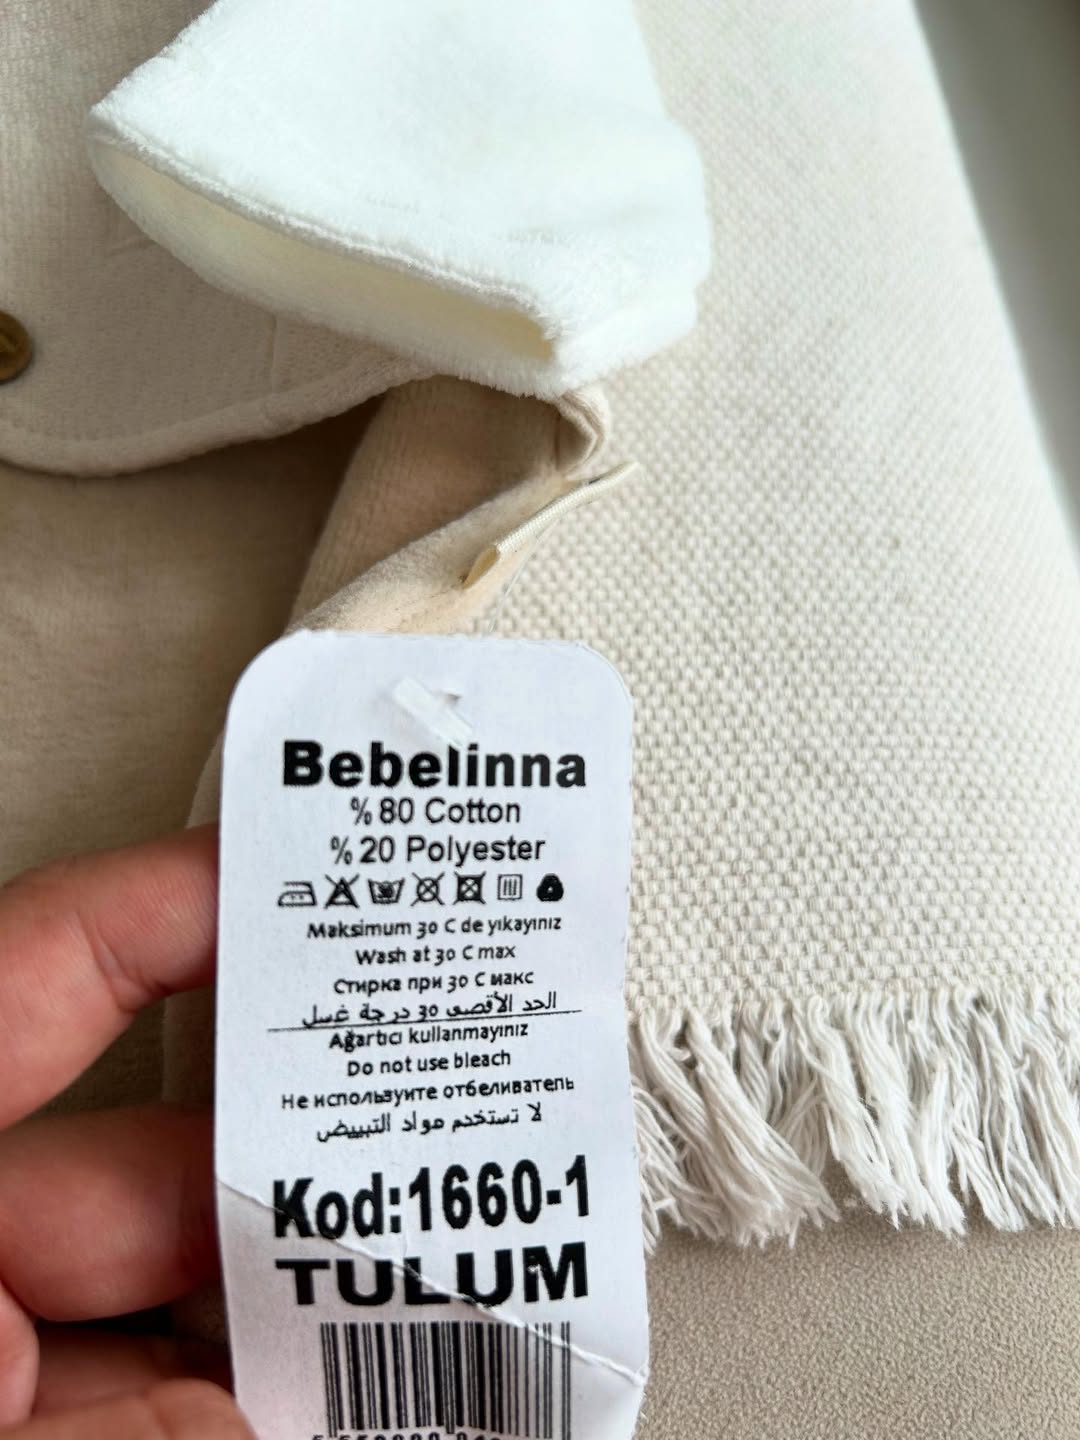 Bebelinna
% 80 Cotton
% 20 Polyester
Maksimum 30 C de yıkayınız
Wash at 30 C max
Стирка при 30 С макс
الحد الأقصى 30 درجة غسل
Ağartıcı kullanmayınız
Do not use bleach
Не используите отбеливатель
لا تستخدم مواد التبييض
Kod:1660-1
TULUM